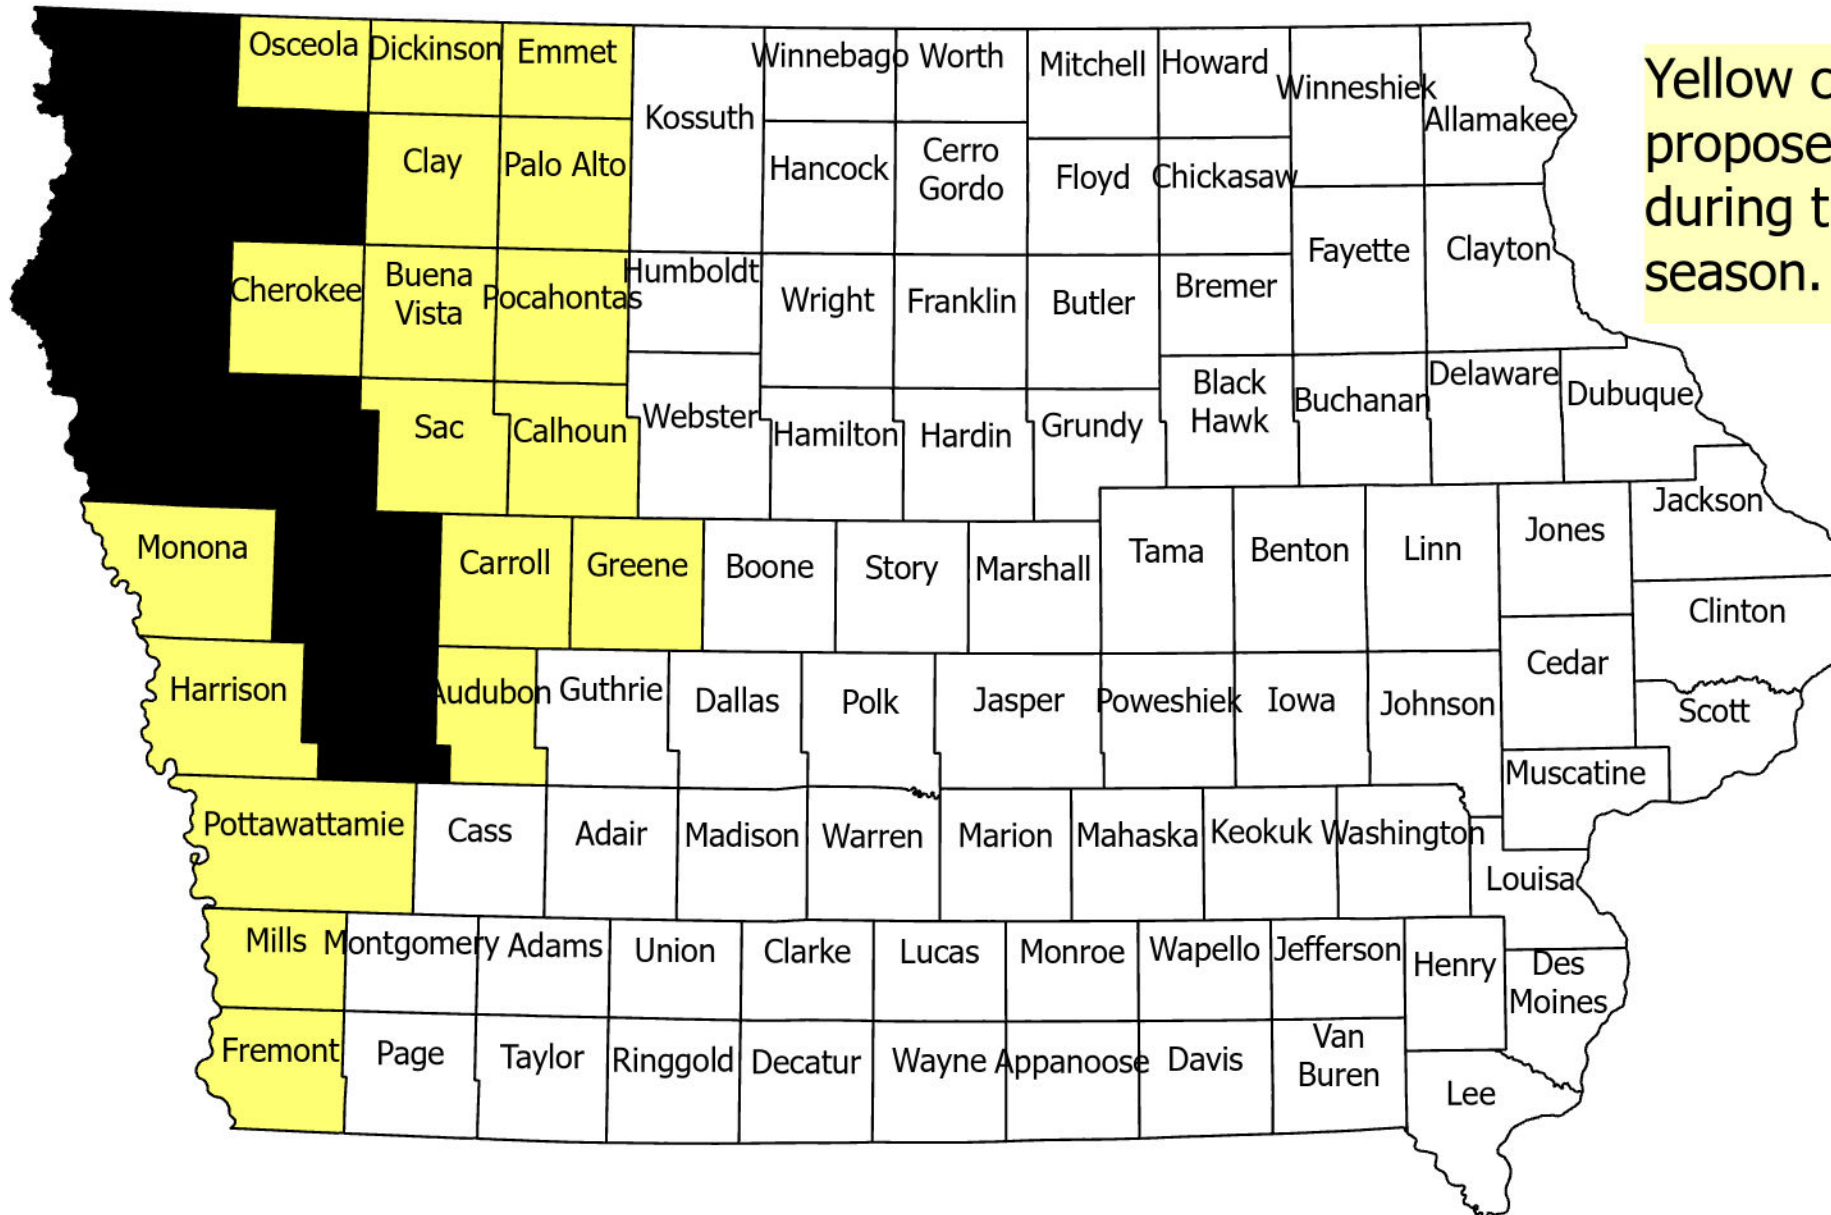 Osceola
Dickinson
Emmet
Kossuth
Winnebago
Worth
Mitchell
Howard
Winneshiek
Allamakee
Yellow
propose
during
season.
Clay
Palo Alto
Hancock
Cerro
Gordo
Floyd
Chickasaw
Cherokee
Buena
Vista
Pocahontas
Humboldt
Wright
Franklin
Butler
Bremer
Fayette
Clayton
Sac
Calhoun
Webster
Hamilton
Hardin
Grundy
Black
Hawk
Buchanan
Delaware
Dubuque
Monona
Carroll
Greene
Boone
Story
Marshall
Tama
Benton
Linn
Jones
Jackson
Clinton
Harrison
Audubon
Guthrie
Dallas
Polk
Jasper
Poweshiek
Iowa
Johnson
Cedar
Scott
Muscatine
Pottawattamie
Cass
Adair
Madison
Warren
Marion
Mahaska
Keokuk
Washington
Louisa
Mills
Montgomery
Adams
Union
Clarke
Lucas
Monroe
Wapello
Jefferson
Henry
Des
Moines
Fremont
Page
Taylor
Ringgold
Decatur
Wayne
Appanoose
Davis
Van
Buren
Lee